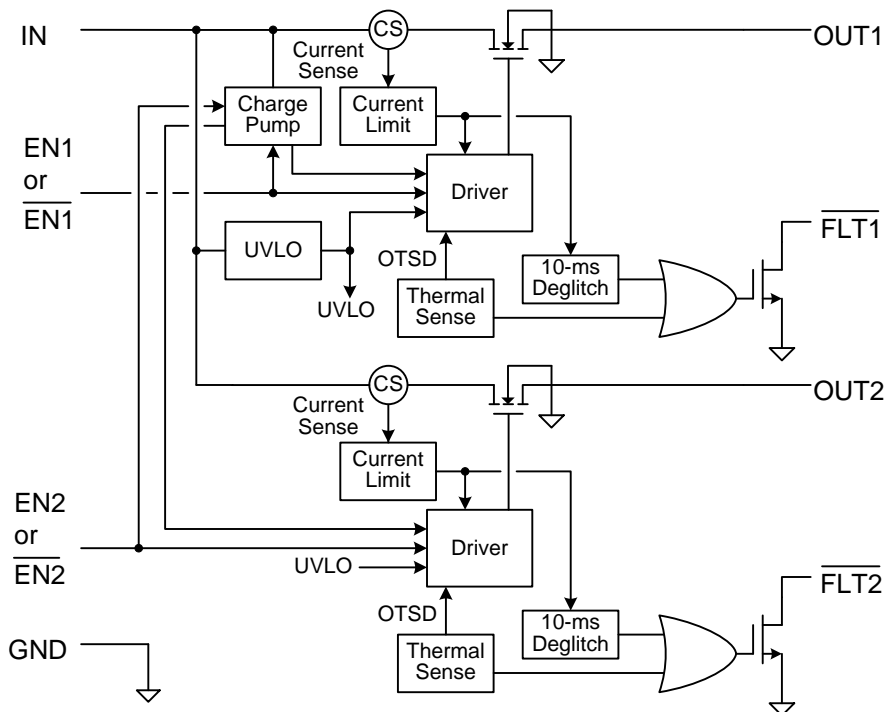 IN
CS
OUT1
Current
Sense
Charge
Pump
Current
Limit
EN1
or
EN1
Driver
FLT1
UVLO
OTSD
10-ms
Deglitch
UVLO
Thermal
Sense
CS
OUT2
Current
Sense
Current
Limit
EN2
or
EN2
Driver
UVLO
FLT2
OTSD
10-ms
Deglitch
GND
Thermal
Sense